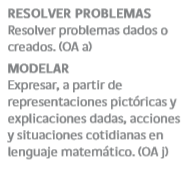 RESOLVER PROBLEMAS
Resolver problemas dados o
creados. (OA a)
MODELAR
Expresar, a partir de
representaciones pictóricas y
explicaciones dadas, acciones
y situaciones cotidianas en
lenguaje matemático. (OA j)